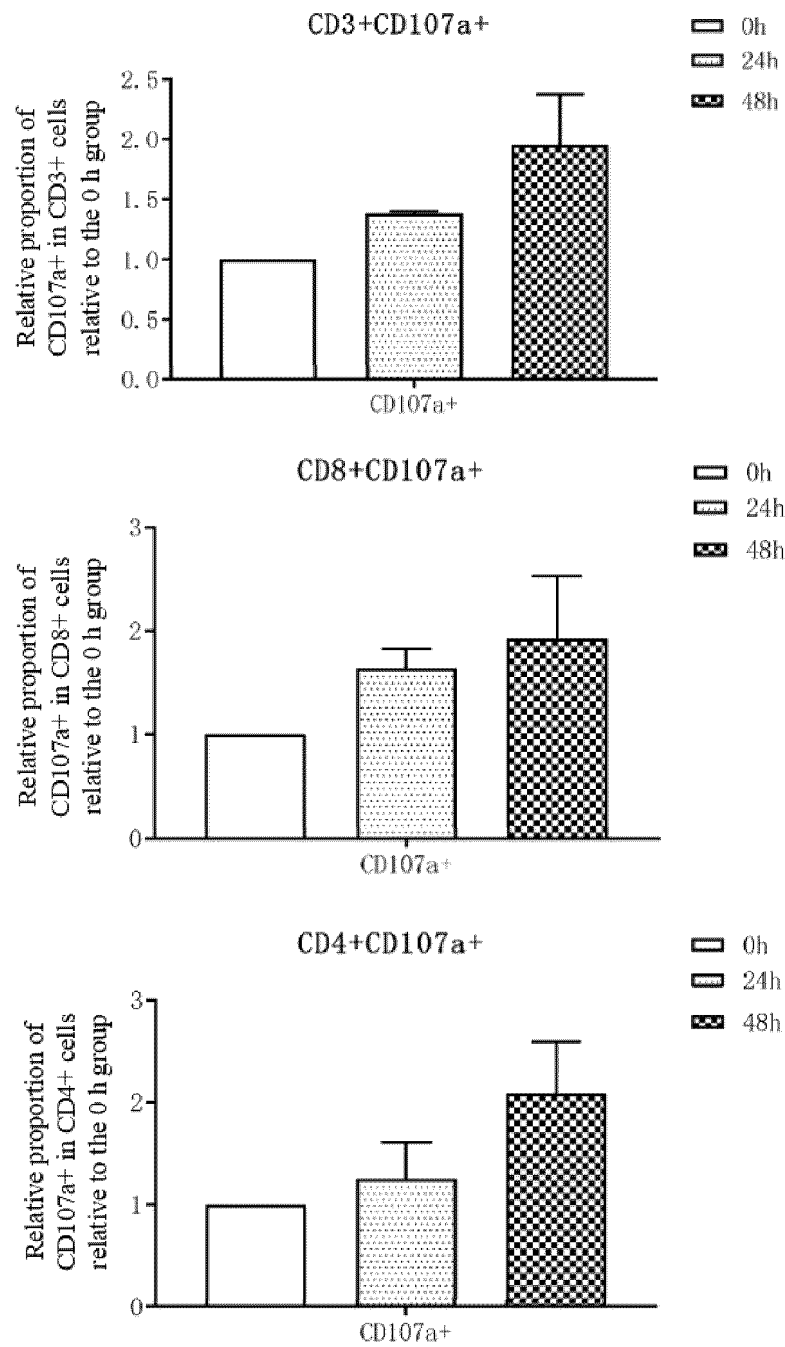 CD3+CD107a+
0h
24h
48h
Relative proportion of
CD107a+ in CD3+ cells
relative to the 0 h group
2.5
2.0
1.5
1.0
0.5
0.0
CD107a+
CD8+CD107a+
0h
24h
48h
Relative proportion of
CD107a+ in CD8+ cells
relative to the 0 h group
3
2
1
0
CD107a+
CD4+CD107a+
0h
24h
48h
Relative proportion of
CD107a+ in CD4+ cells
relative to the 0 h group
3
2
1
0
CD107a+